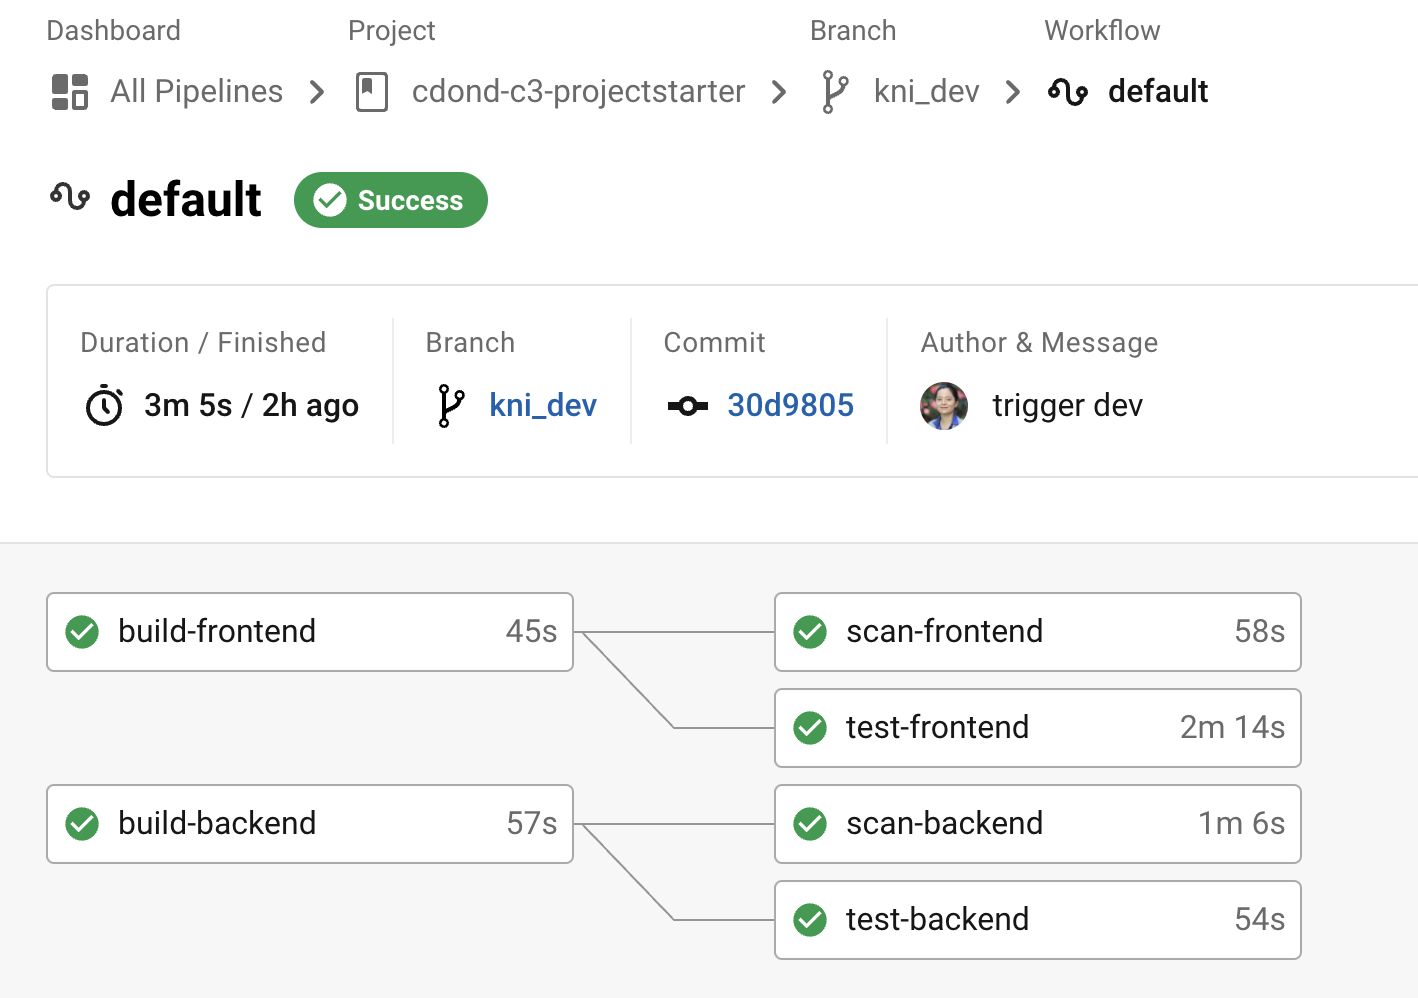 Dashboard Project Branch Workflow
All Pipelines cdond-c3-projectstarter kni_dev default
default Success
Duration / Finished Branch Commit Author & Message
3m 5s / 2h ago kni_dev 30d9805 trigger dev
build-frontend 45s scan-frontend 58s
test-frontend 2m 14s
build-backend 57s scan-backend 1m 6s
test-backend 54s